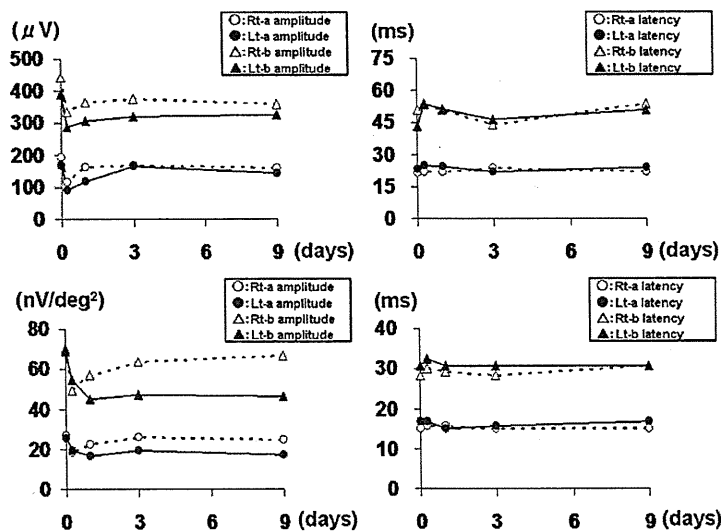 (μV)
○:Rt-a amplitude
●:Lt-a amplitude
△:Rt-b amplitude
▲:Lt-b amplitude
500
400
300
200
100
0
0 3 6 9 (days)
(ms)
○:Rt-a latency
●:Lt-a latency
△:Rt-b latency
▲:Lt-b latency
75
60
45
30
15
0
0 3 6 9 (days)
(nV/deg²)
○:Rt-a amplitude
●:Lt-a amplitude
△:Rt-b amplitude
▲:Lt-b amplitude
80
60
40
20
0
0 3 6 9 (days)
(ms)
○:Rt-a latency
●:Lt-a latency
△:Rt-b latency
▲:Lt-b latency
40
30
20
10
0
0 3 6 9 (days)